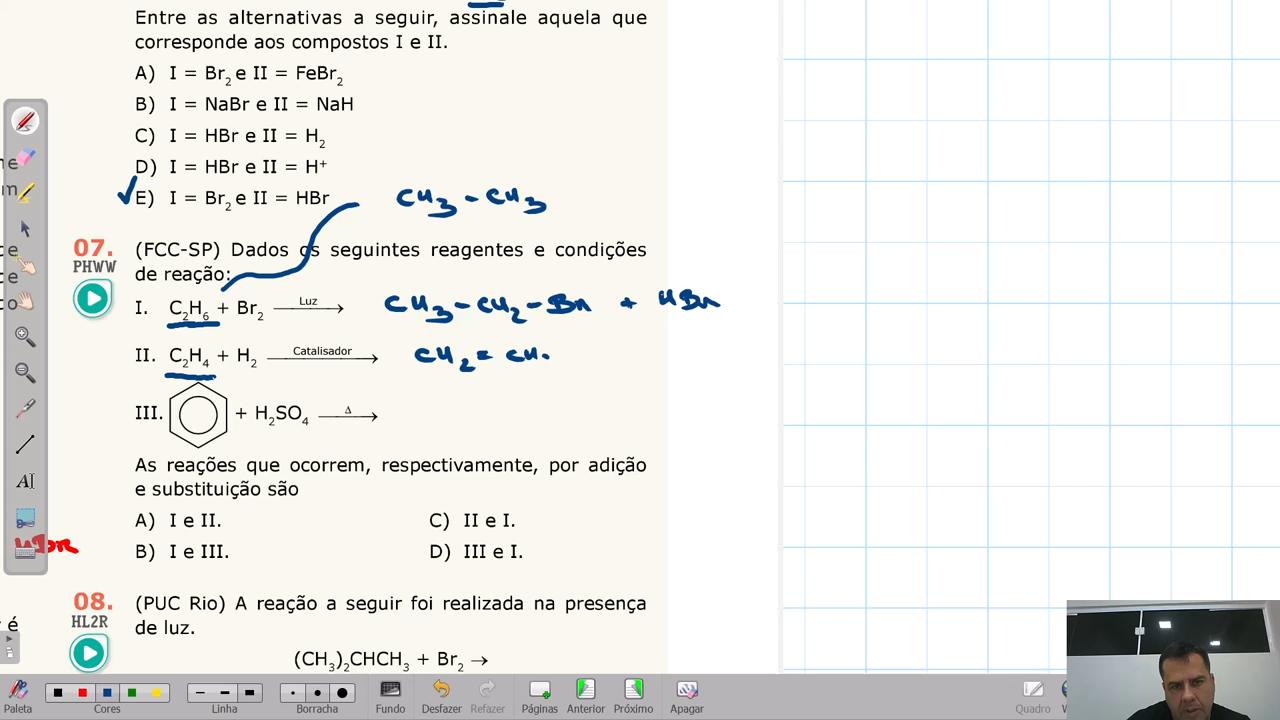 Entre as alternativas a seguir, assinale aquela que
corresponde aos compostos I e II.
A) I = Br₂ e II = FeBr₂
B) I = NaBr e II = NaH
C) I = HBr e II = H₂
D) I = HBr e II = H⁺
E) I = Br₂ e II = HBr
CH₃ - CH₃
07. (FCC-SP) Dados os seguintes reagentes e condições
PHWW de reação:
I. C₂H₆ + Br₂ Luz → CH₃ - CH₂ - Br + HBr
II. C₂H₄ + H₂ Catalisador → CH₂ = CH
III. + H₂SO₄ Δ →
As reações que ocorrem, respectivamente, por adição
e substituição são
A) I e II. C) II e I.
B) I e III. D) III e I.
08. (PUC Rio) A reação a seguir foi realizada na presença
HL2R de luz.
(CH₃)₂CHCH₃ + Br₂ →
Paleta Cores Linha Borracha Fundo Desfazer Refazer Páginas Anterior Próximo Apagar Quadro